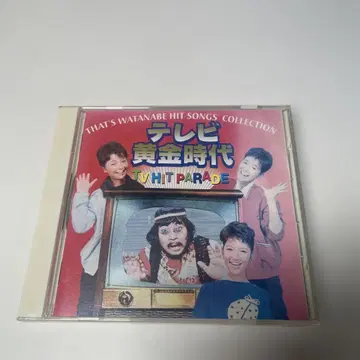 THAT'S WATANABE HIT SONGS COLLECTION
テレビ
黄金時代
TV HIT PARADE